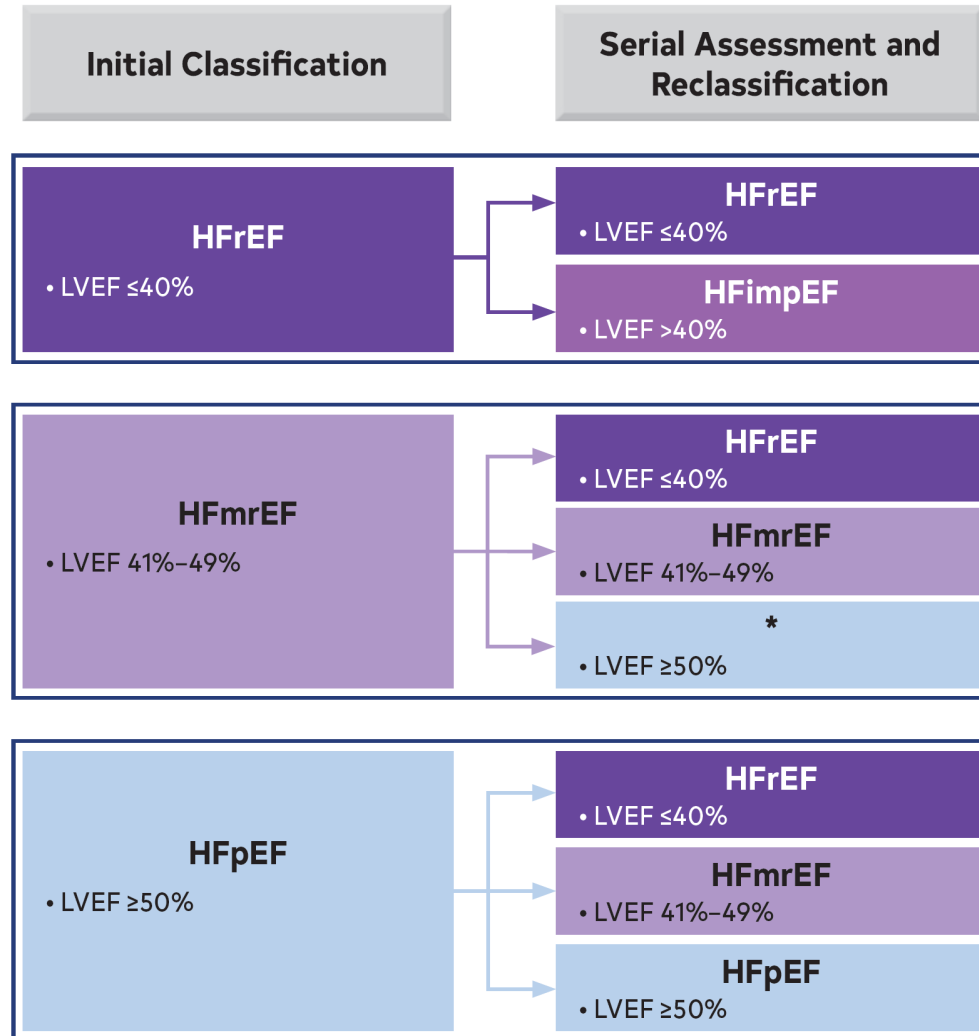 Initial Classification
Serial Assessment and
Reclassification
HFrEF
• LVEF ≤40%
HFrEF
• LVEF ≤40%
HFimpEF
• LVEF >40%
HFmrEF
• LVEF 41%–49%
HFrEF
• LVEF ≤40%
HFmrEF
• LVEF 41%–49%
*
• LVEF ≥50%
HFpEF
• LVEF ≥50%
HFrEF
• LVEF ≤40%
HFmrEF
• LVEF 41%–49%
HFpEF
• LVEF ≥50%